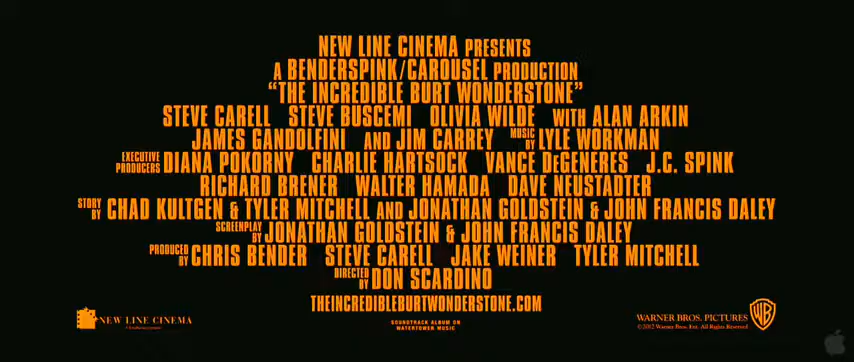 NEW LINE CINEMA PRESENTS
A BENDERSPINK/CAROUSEL PRODUCTION
“THE INCREDIBLE BURT WONDERSTONE”
STEVE CARELL STEVE BUSCEMI OLIVIA WILDE WITH ALAN ARKIN
JAMES GANDOLFINI AND JIM CARREY MUSIC BY LYLE WORKMAN
EXECUTIVE PRODUCERS DIANA POKORNY CHARLIE HARTSOCK VANCE DeGENERES J.C. SPINK
RICHARD BRENER WALTER HAMADA DAVE NEUSTADTER
STORY BY CHAD KULTGEN & TYLER MITCHELL AND JONATHAN GOLDSTEIN & JOHN FRANCIS DALEY
SCREENPLAY BY JONATHAN GOLDSTEIN & JOHN FRANCIS DALEY
PRODUCED BY CHRIS BENDER STEVE CARELL JAKE WEINER TYLER MITCHELL
DIRECTED BY DON SCARDINO
THEINCREDIBLEBURTWONDERSTONE.COM
NEW LINE CINEMA
SOUNDTRACK ALBUM ON
WATERTOWER MUSIC
WARNER BROS. PICTURES
©2012 Warner Bros. Ent. All Rights Reserved
WB